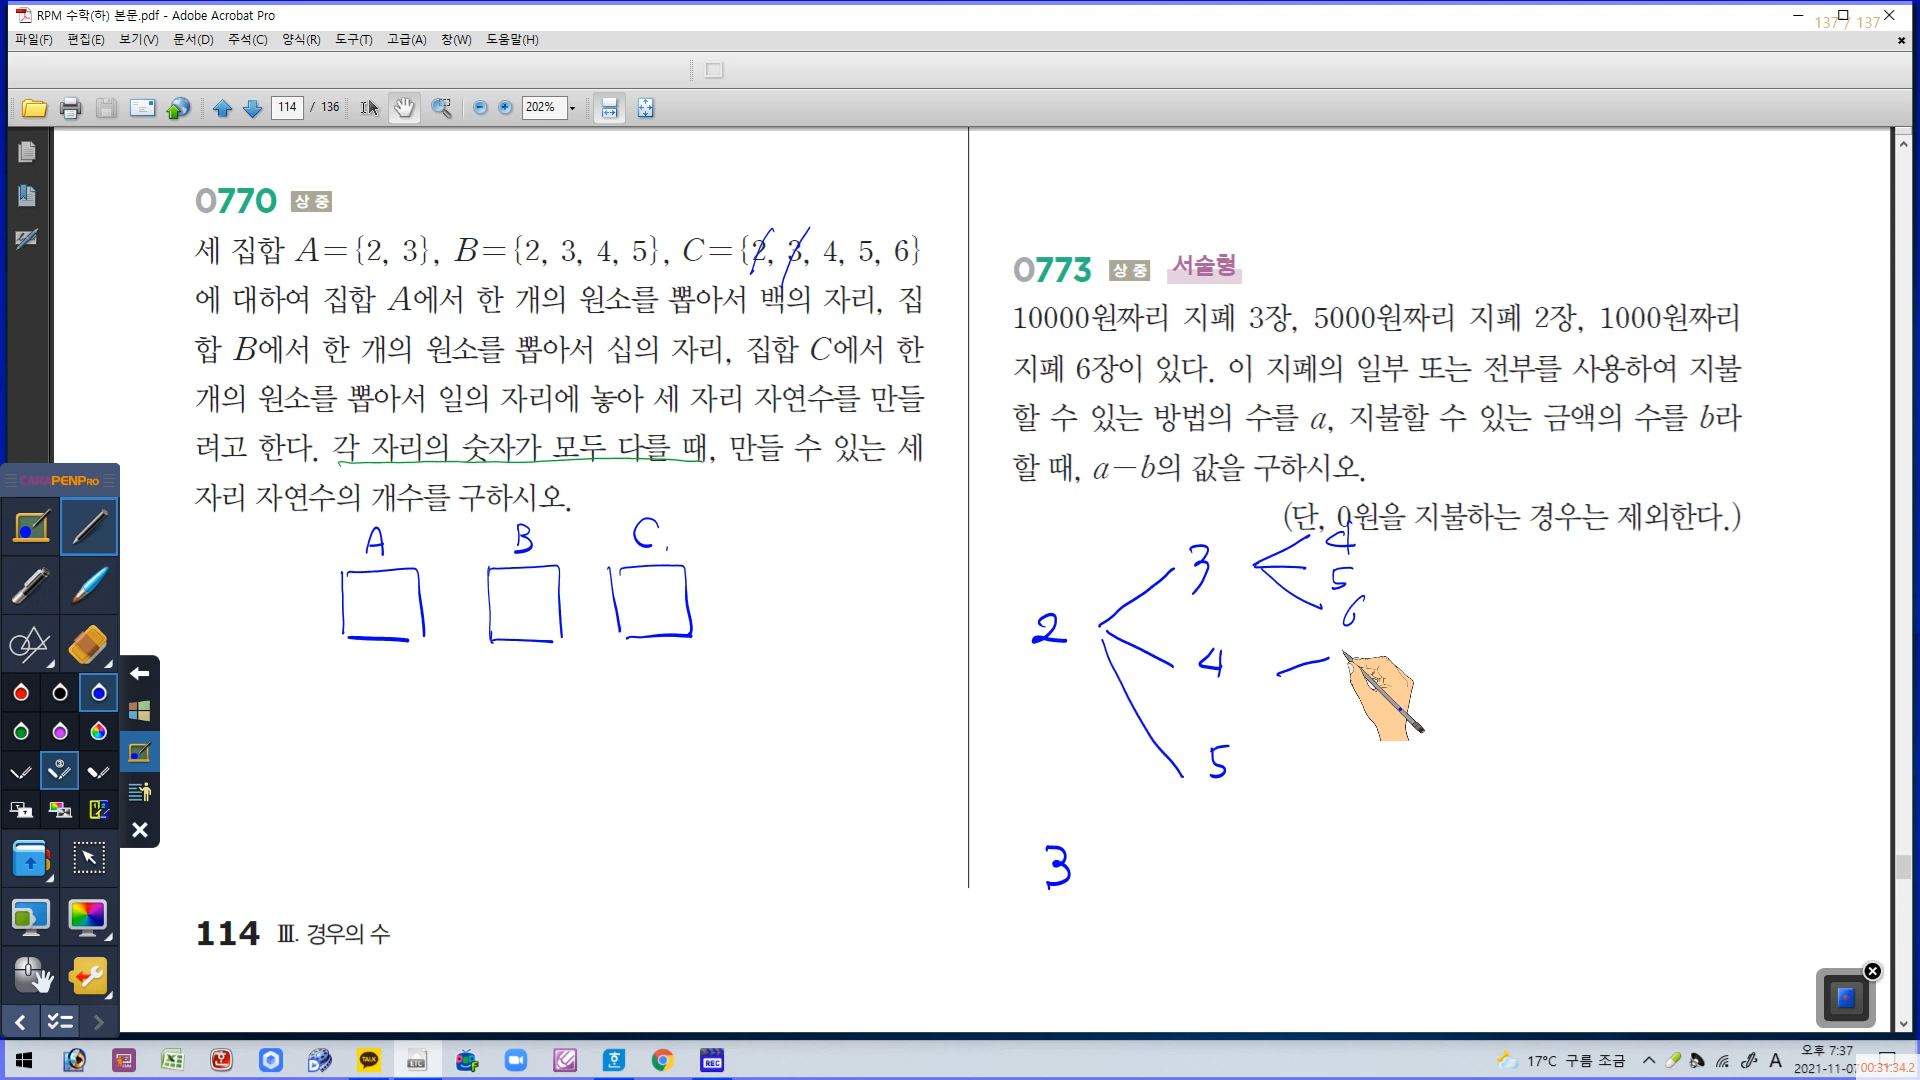 RPM 수학(하) 본문.pdf - Adobe Acrobat Pro
137 / 137
파일(F) 편집(E) 보기(V) 문서(D) 주석(C) 양식(R) 도구(T) 고급(A) 창(W) 도움말(H)
114 / 136 202%
0770 상 중
세 집합 A={2, 3}, B={2, 3, 4, 5}, C={2, 3, 4, 5, 6}
에 대하여 집합 A에서 한 개의 원소를 뽑아서 백의 자리, 집
합 B에서 한 개의 원소를 뽑아서 십의 자리, 집합 C에서 한
개의 원소를 뽑아서 일의 자리에 놓아 세 자리 자연수를 만들
려고 한다. 각 자리의 숫자가 모두 다를 때, 만들 수 있는 세
자리 자연수의 개수를 구하시오.
A B C.
114 Ⅲ. 경우의 수
0773 상 중 서술형
10000원짜리 지폐 3장, 5000원짜리 지폐 2장, 1000원짜리
지폐 6장이 있다. 이 지폐의 일부 또는 전부를 사용하여 지불
할 수 있는 방법의 수를 a, 지불할 수 있는 금액의 수를 b라
할 때, a-b의 값을 구하시오.
(단, 0원을 지불하는 경우는 제외한다.)
4
3 5
6
2
4
5
3
CARAPENPRO
TALK
ETC
REC
17°C 구름 조금
A
오후 7:37
2021-11-07
00:31:34.2